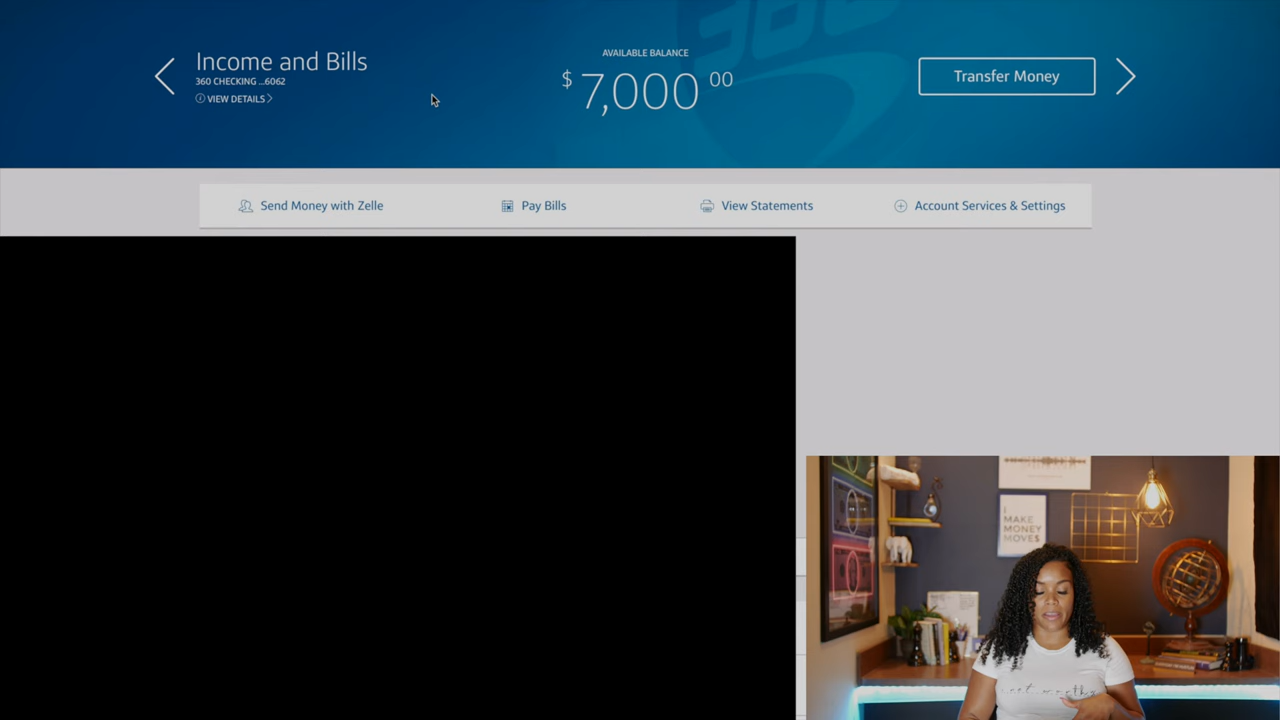 Income and Bills
360 CHECKING ...6062
VIEW DETAILS
AVAILABLE BALANCE
$ 7,000 00
Transfer Money
Send Money with Zelle
Pay Bills
View Statements
Account Services & Settings
I
MAKE
MONEY
MOVE$